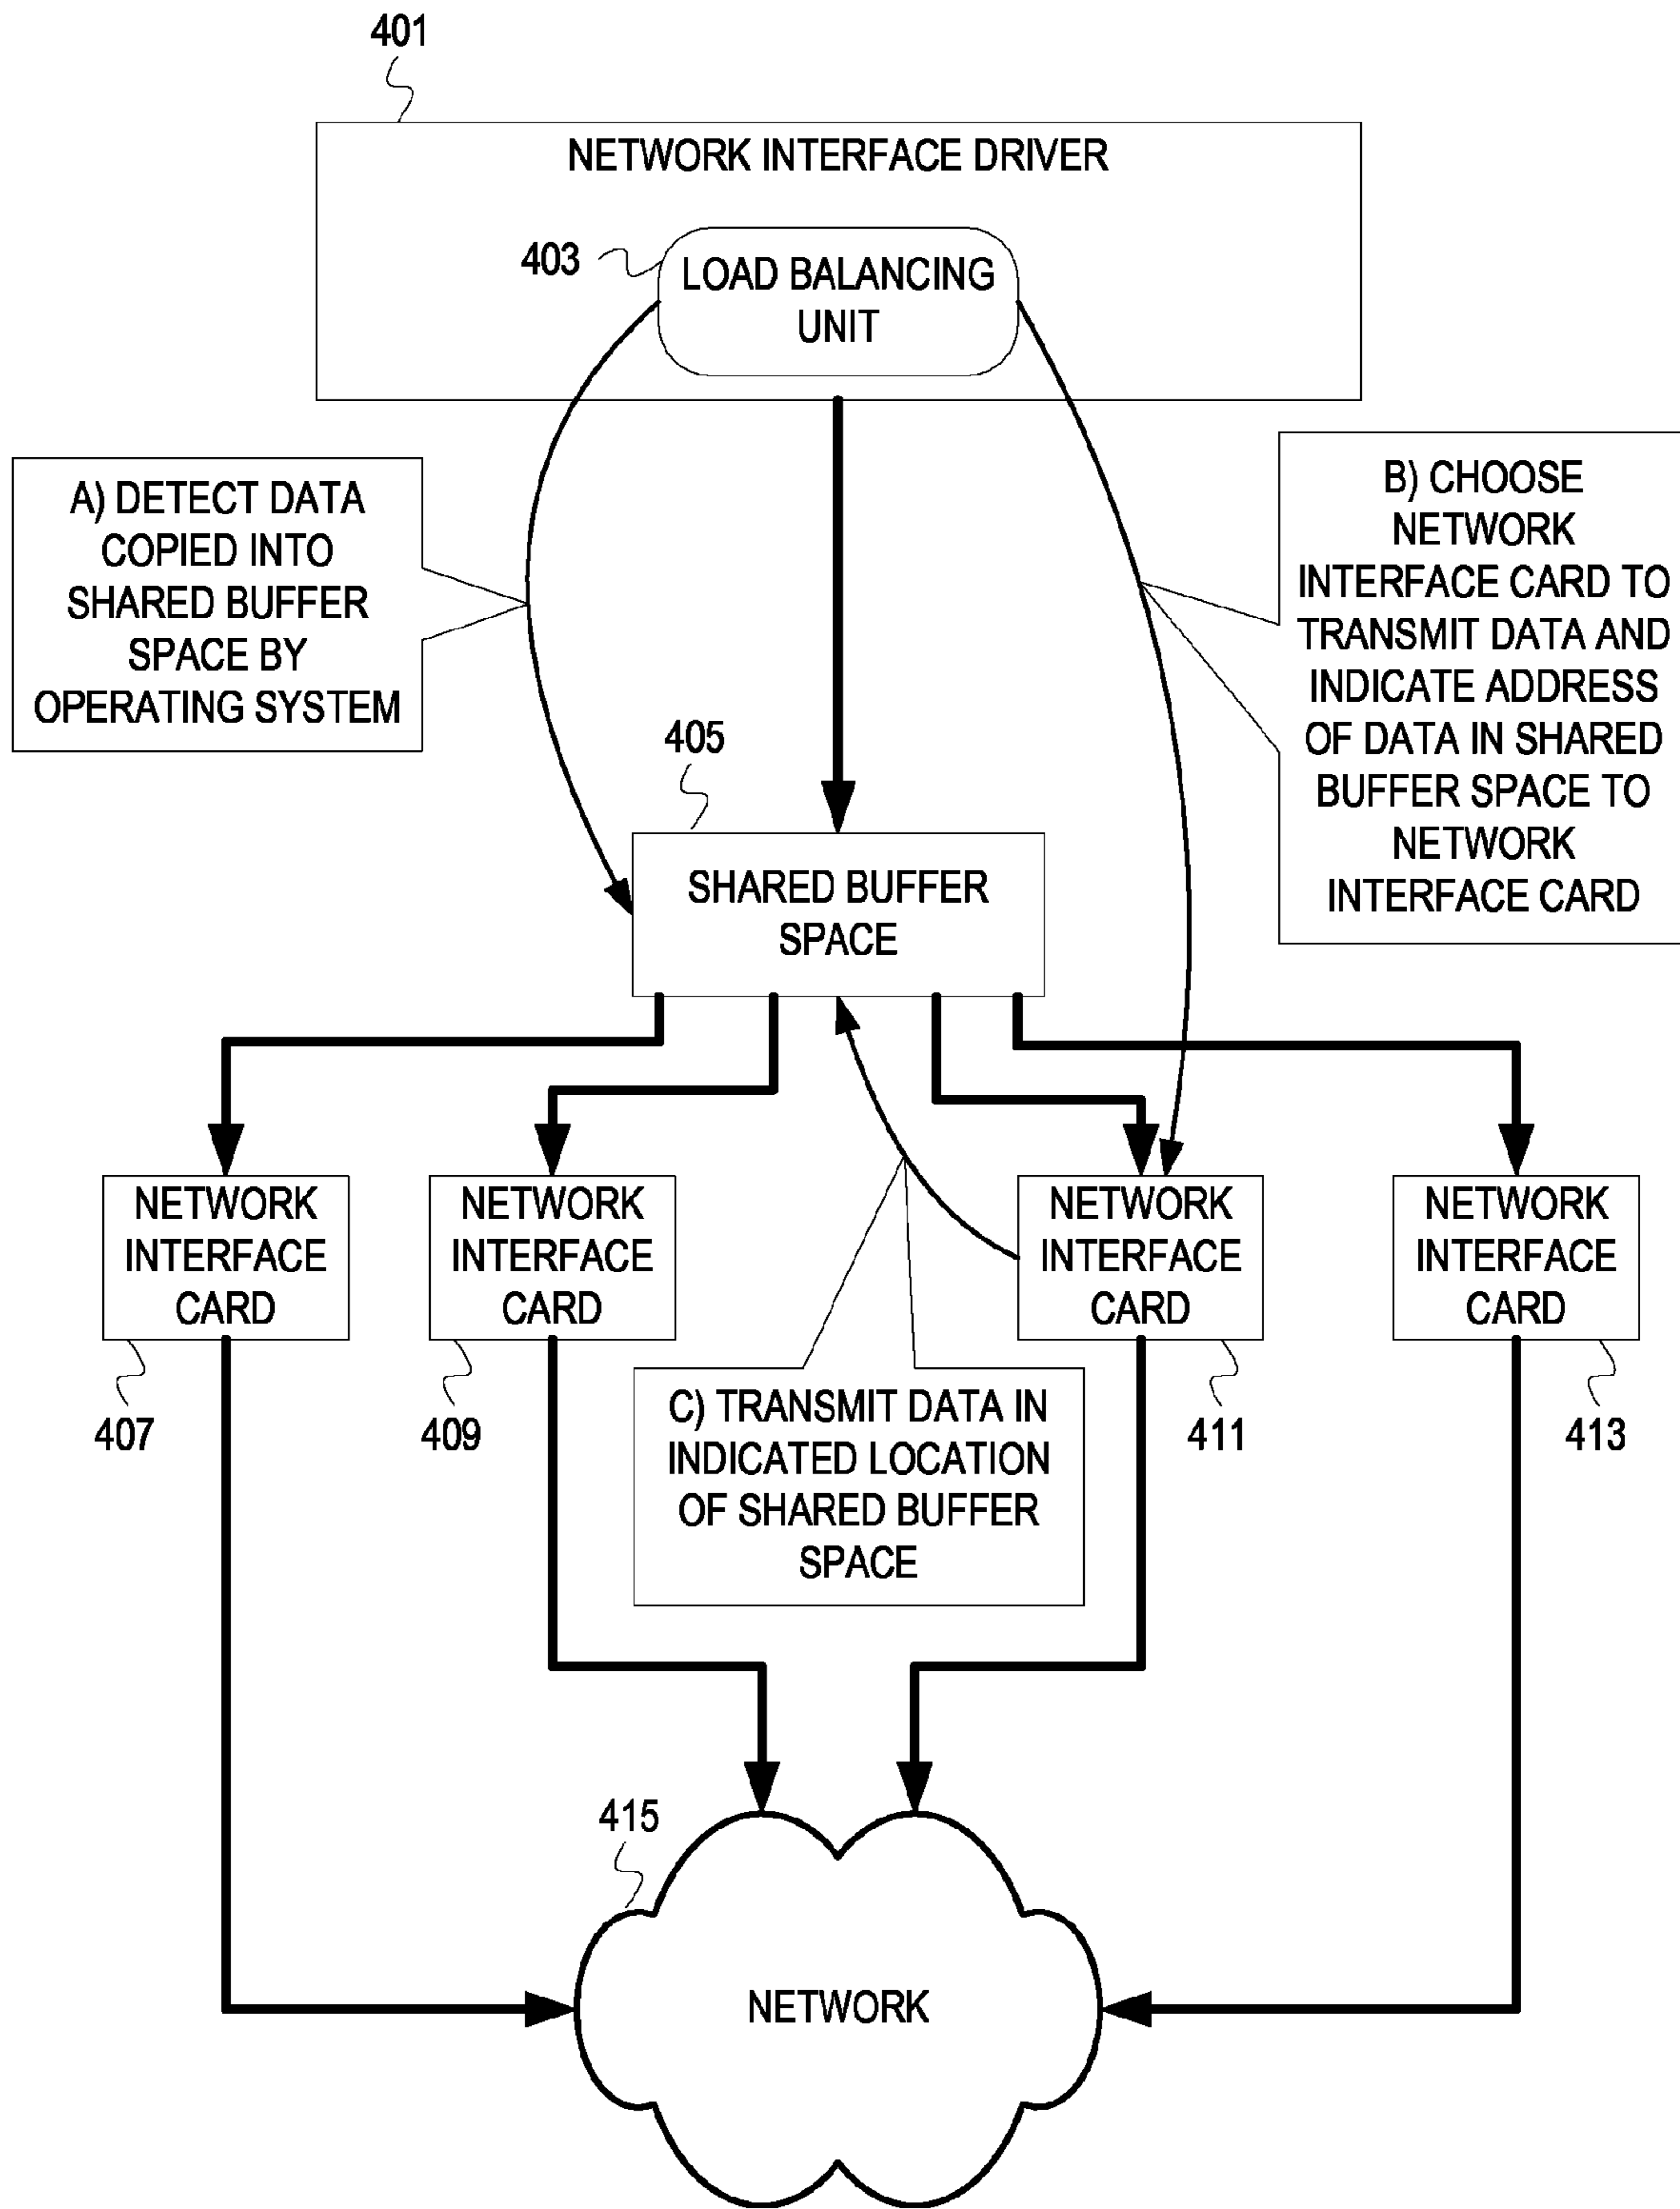 401
NETWORK INTERFACE DRIVER
403
LOAD BALANCING
UNIT
A) DETECT DATA
COPIED INTO
SHARED BUFFER
SPACE BY
OPERATING SYSTEM
B) CHOOSE
NETWORK
INTERFACE CARD TO
TRANSMIT DATA AND
INDICATE ADDRESS
OF DATA IN SHARED
BUFFER SPACE TO
NETWORK
INTERFACE CARD
405
SHARED BUFFER
SPACE
NETWORK
INTERFACE
CARD
407
NETWORK
INTERFACE
CARD
409
NETWORK
INTERFACE
CARD
411
NETWORK
INTERFACE
CARD
413
C) TRANSMIT DATA IN
INDICATED LOCATION
OF SHARED BUFFER
SPACE
415
NETWORK